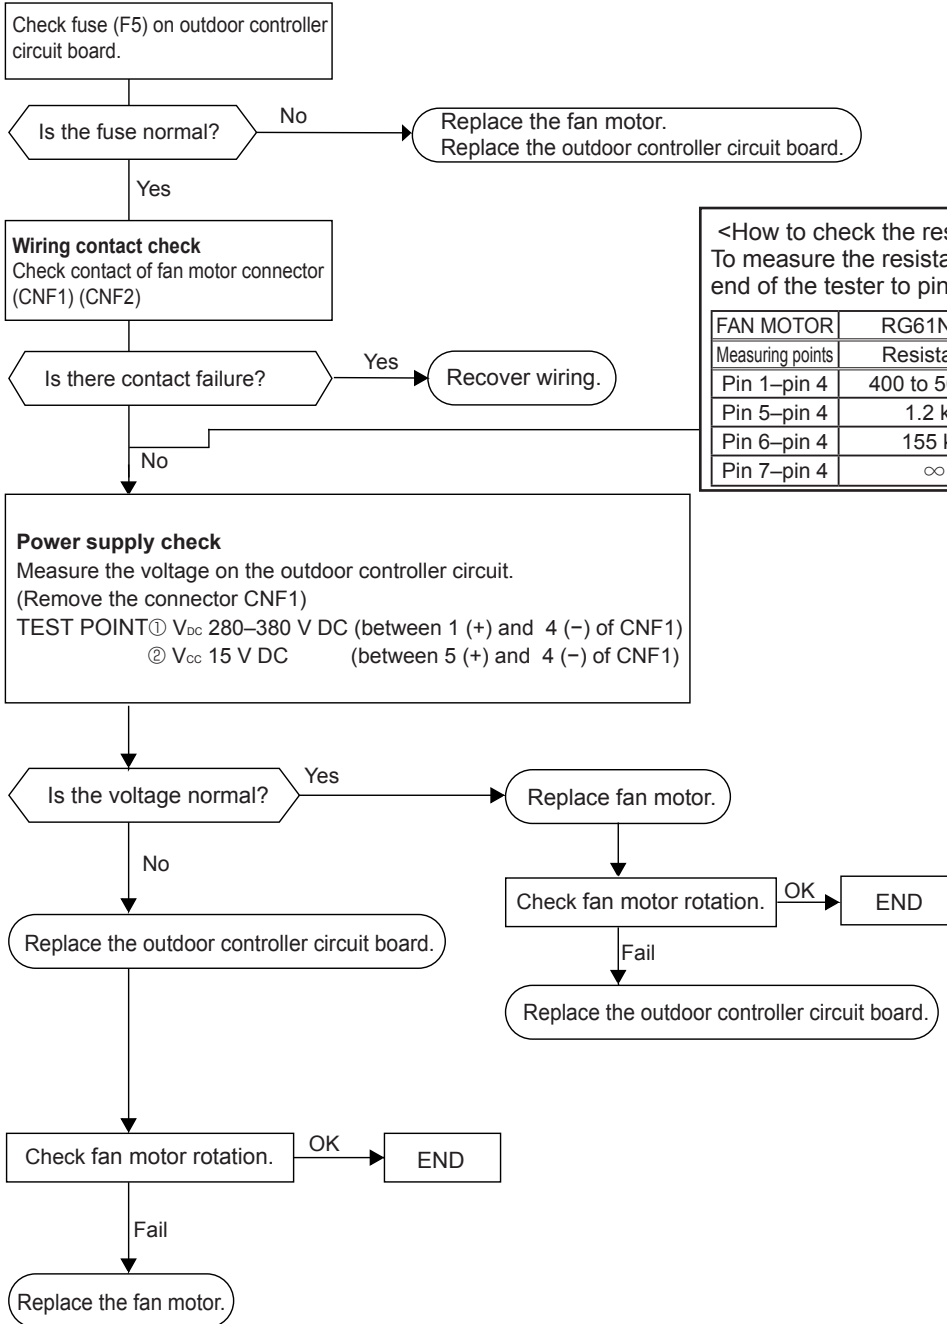 Check fuse (F5) on outdoor controller
circuit board.
Is the fuse normal?
No
Replace the fan motor.
Replace the outdoor controller circuit board.
Yes
Wiring contact check
Check contact of fan motor connector
(CNF1) (CNF2)
<How to check the
To measure the
end of the tester to pin
FAN MOTOR
Measuring points
Pin 1–pin 4 400 to
Pin 5–pin 4 1.2
Pin 6–pin 4 155
Pin 7–pin 4 ∞
Is there contact failure?
Yes
Recover wiring.
No
Power supply check
Measure the voltage on the outdoor controller circuit.
(Remove the connector CNF1)
TEST POINT① VDC 280–380 V DC (between 1 (+) and 4 (−) of CNF1)
② VCC 15 V DC (between 5 (+) and 4 (−) of CNF1)
Is the voltage normal?
Yes
Replace fan motor.
No
Check fan motor rotation.
OK
END
Fail
Replace the outdoor controller circuit board.
Replace the outdoor controller circuit board.
Check fan motor rotation.
OK
END
Fail
Replace the fan motor.